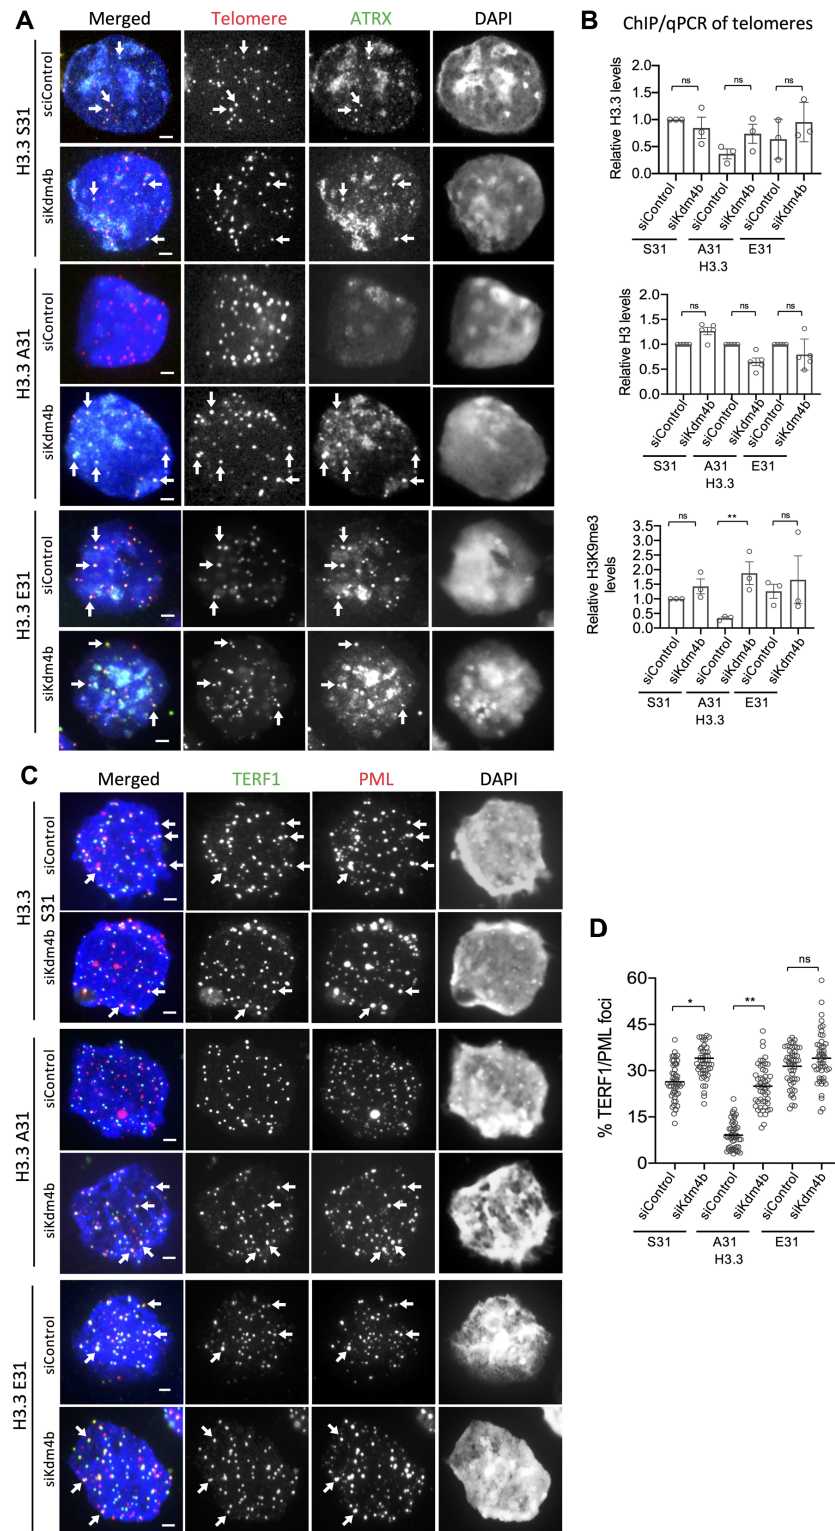 A
Merged Telomere ATRX DAPI
H3.3 S31
sciControl
siKdm4b
H3.3 A31
siControl
siKdm4b
H3.3 E31
siControl
siKdm4b
B
ChIP/qPCR of telomeres
Relative H3.3 levels
2.0
1.5
1.0
0.5
0.0
ns ns ns
siControl siKdm4b siControl siKdm4b siControl siKdm4b
S31 A31 E31
H3.3
Relative H3 levels
2.0
1.5
1.0
0.5
0.0
ns ns ns
siControl siKdm4b siControl siKdm4b siControl siKdm4b
S31 A31 E31
H3.3
Relative H3K9me3
levels
3.5
3.0
2.5
2.0
1.5
1.0
0.5
0.0
ns ** ns
siControl siKdm4b siControl siKdm4b siControl siKdm4b
S31 A31 E31
H3.3
C
Merged TERF1 PML DAPI
H3.3 S31
siControl
siKdm4b
H3.3 A31
siControl
siKdm4b
H3.3 E31
siControl
siKdm4b
D
% TERF1/PML foci
60
45
30
15
0
* ** ns
siControl siKdm4b siControl siKdm4b siControl siKdm4b
S31 A31 E31
H3.3